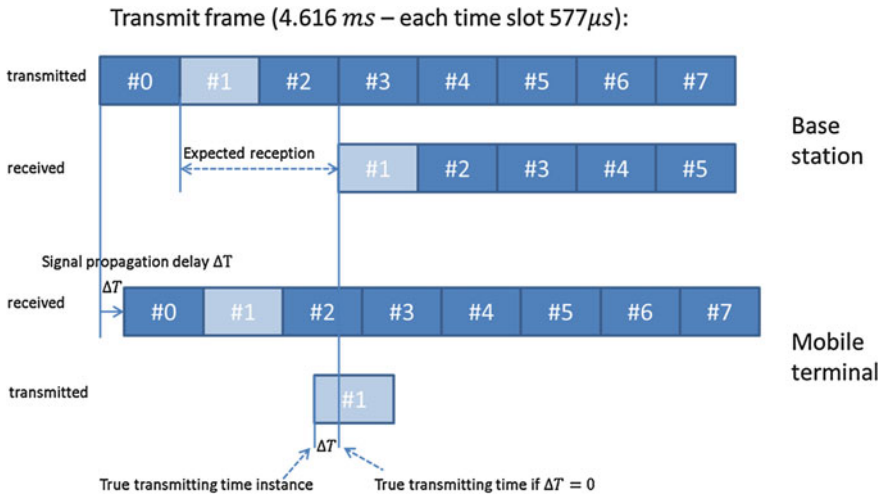 Transmit frame (4.616 ms – each time slot 577μs):
transmitted
#0 #1 #2 #3 #4 #5 #6 #7
Base
station
Expected reception
received
#1 #2 #3 #4 #5
Signal propagation delay ΔT
ΔT
received
#0 #1 #2 #3 #4 #5 #6 #7
Mobile
terminal
transmitted
#1
ΔT
True transmitting time instance
True transmitting time if ΔT = 0